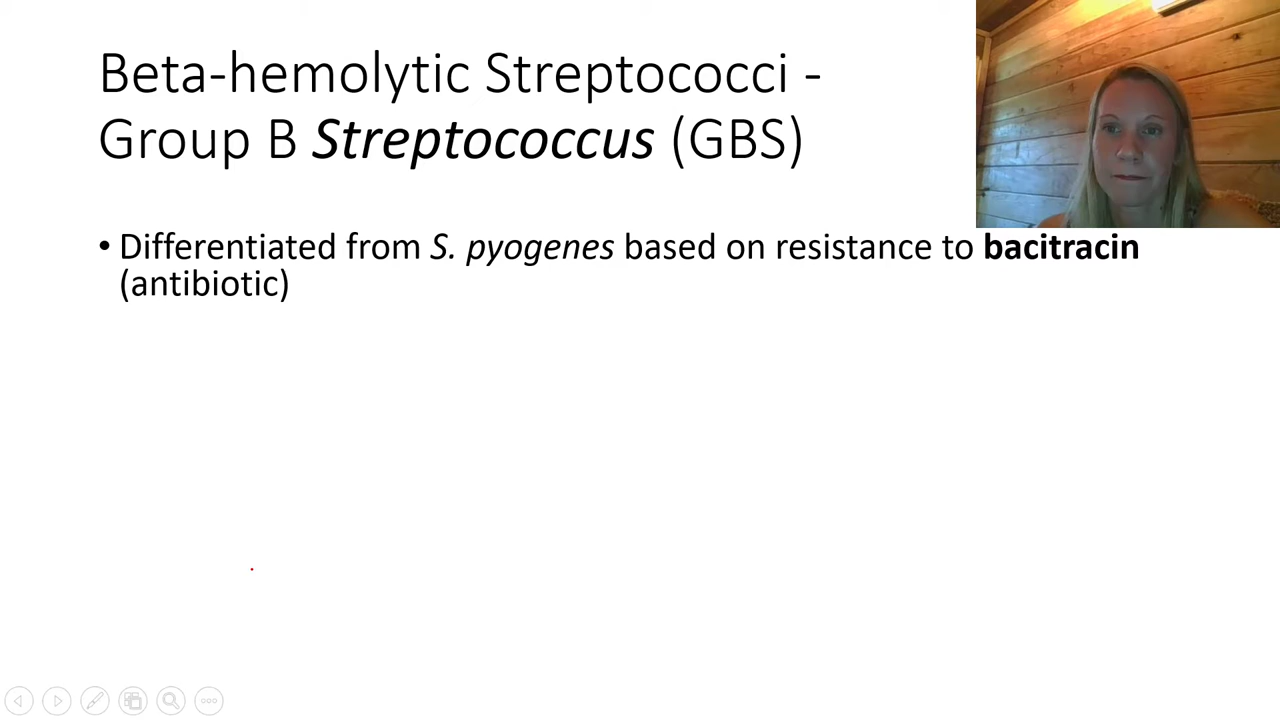 Beta-hemolytic Streptococci -
Group B Streptococcus (GBS)
• Differentiated from S. pyogenes based on resistance to bacitracin
(antibiotic)